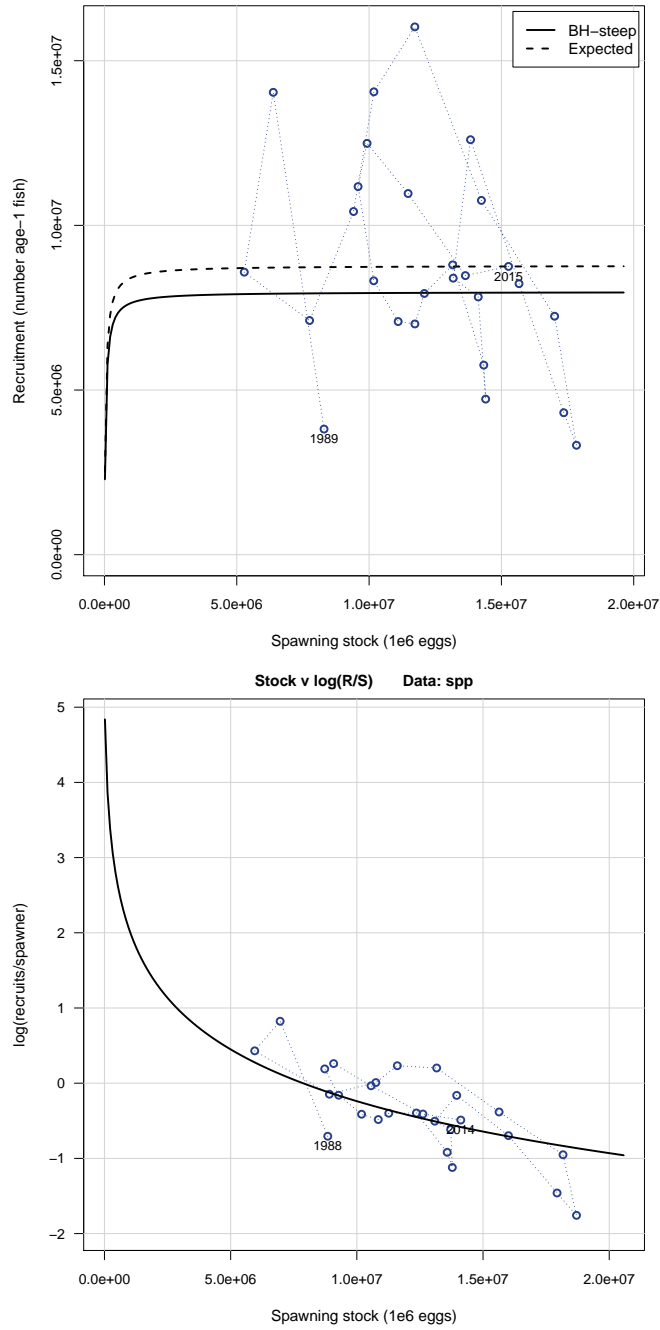 BH−steep
Expected
Recruitment (number age−1 fish)
1.5e+07
1.0e+07
5.0e+06
0.0e+00
2015
1989
0.0e+00 5.0e+06 1.0e+07 1.5e+07 2.0e+07
Spawning stock (1e6 eggs)
Stock v log(R/S) Data: spp
log(recruits/spawner)
5
4
3
2
1
0
−1
−2
1988
2014
0.0e+00 5.0e+06 1.0e+07 1.5e+07 2.0e+07
Spawning stock (1e6 eggs)